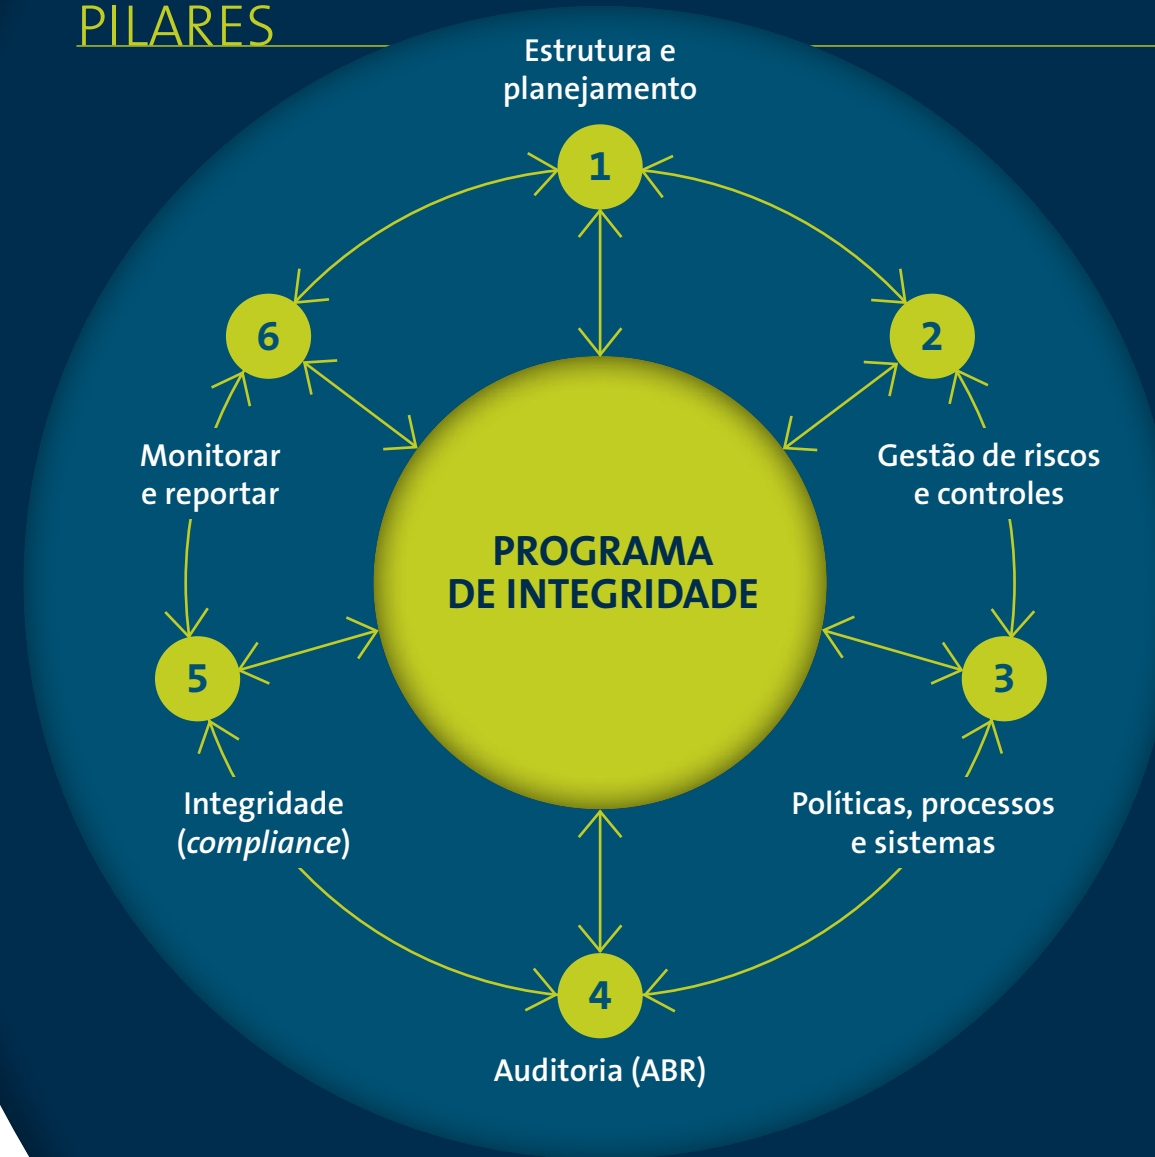 PILARES
Estrutura e
planejamento
1
2
Gestão de riscos
e controles
3
Políticas, processos
e sistemas
4
Auditoria (ABR)
5
Integridade
(compliance)
6
Monitorar
e reportar
PROGRAMA
DE INTEGRIDADE